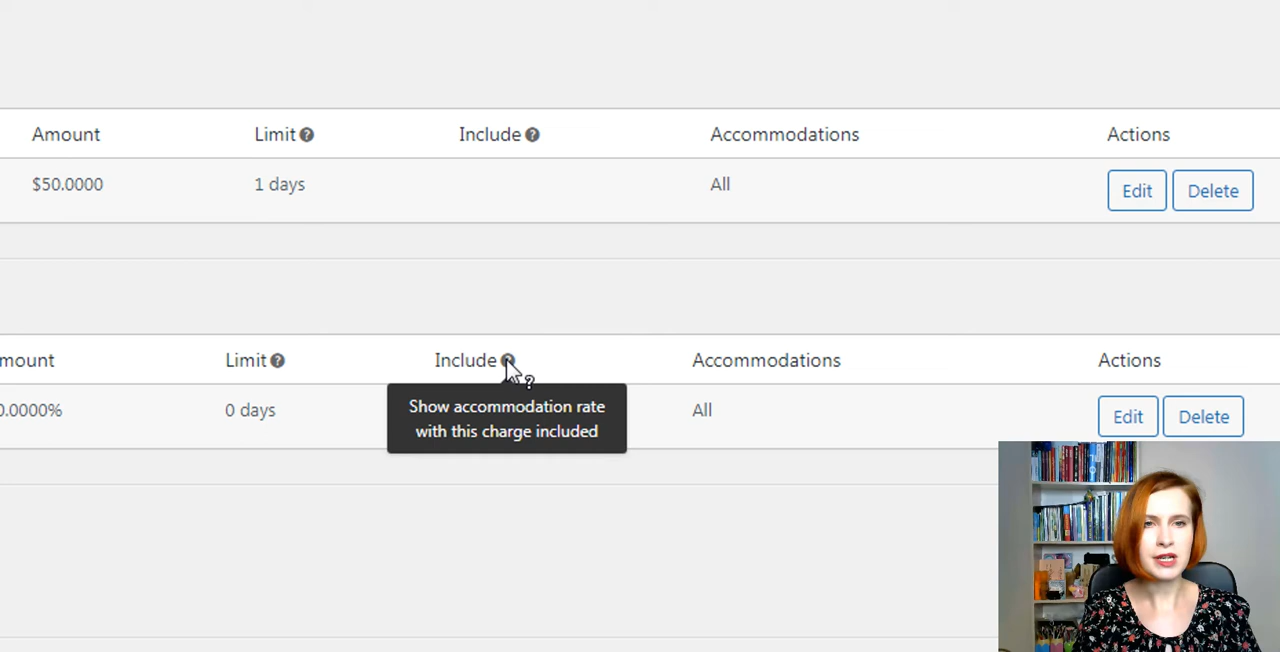 Amount Limit ? Include ? Accommodations Actions
$50.0000 1 days All Edit Delete
mount Limit ? Include Accommodations Actions
0.0000% 0 days All Edit Delete
Show accommodation rate
with this charge included